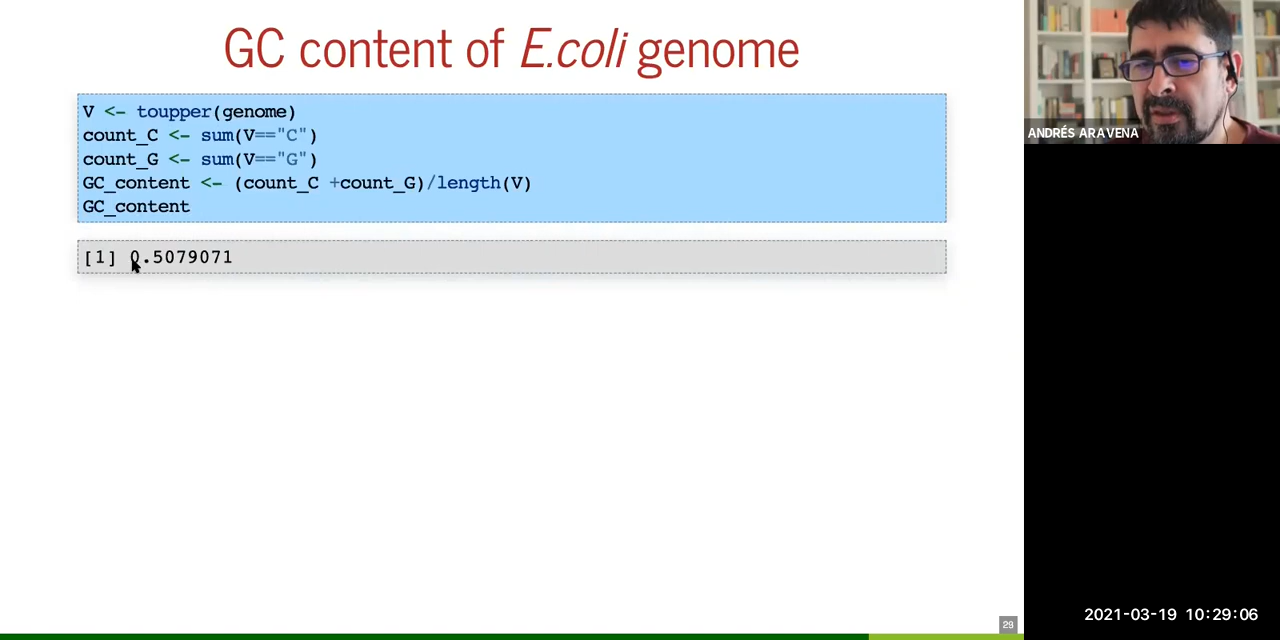 GC content of E.coli genome
V <- toupper(genome)
count_C <- sum(V=="C")
count_G <- sum(V=="G")
GC_content <- (count_C +count_G)/length(V)
GC_content
[1] 0.5079071
ANDRÉS ARAVENA
29
2021-03-19 10:29:06